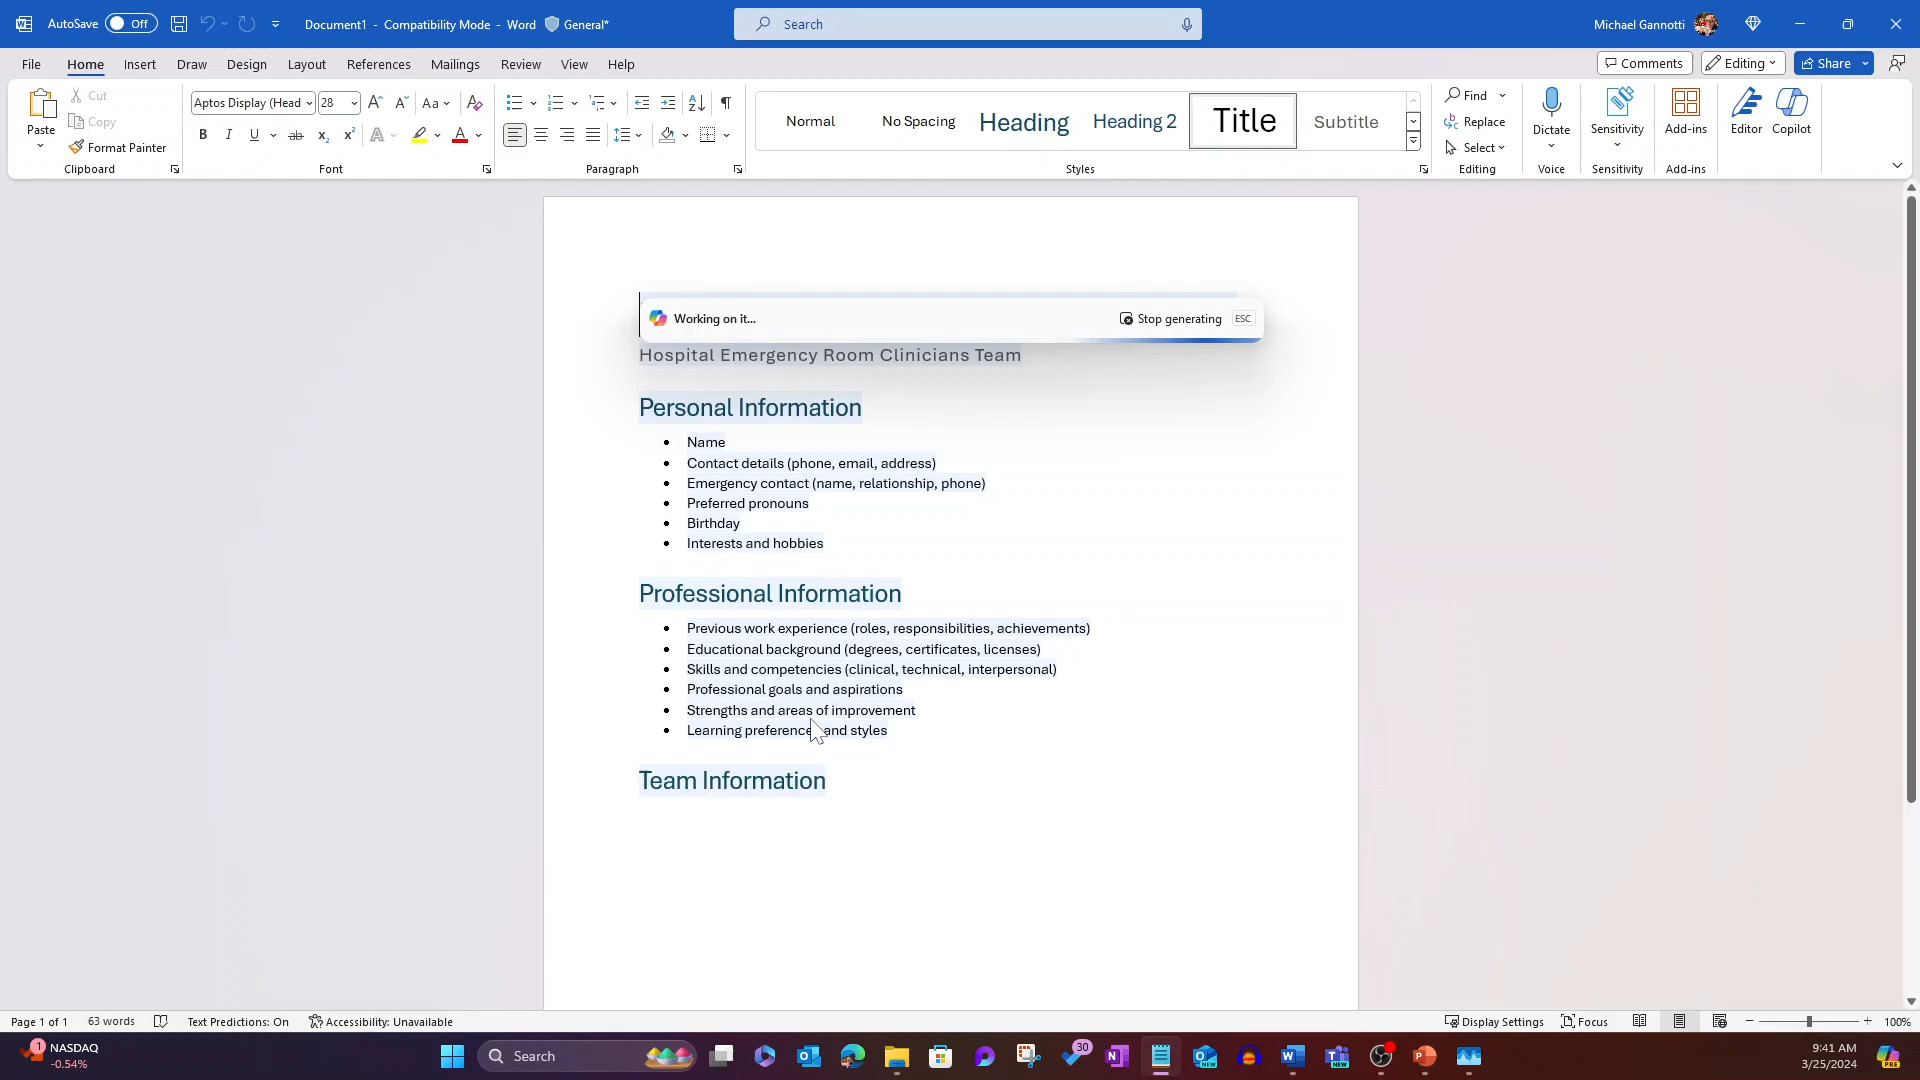 AutoSave Off Document1 - Compatibility Mode - Word General* Search Michael Gannotti
File Home Insert Draw Design Layout References Mailings Review View Help Comments Editing Share
Paste Cut Copy Format Painter
Aptos Display (Head 28 Aa
Normal No Spacing Heading Heading 2 Title Subtitle
Find Replace Select
Dictate Sensitivity Add-ins Editor Copilot
Clipboard Font Paragraph Styles Editing Voice Sensitivity Add-ins
Working on it... Stop generating ESC
Hospital Emergency Room Clinicians Team
Personal Information
• Name
• Contact details (phone, email, address)
• Emergency contact (name, relationship, phone)
• Preferred pronouns
• Birthday
• Interests and hobbies
Professional Information
• Previous work experience (roles, responsibilities, achievements)
• Educational background (degrees, certificates, licenses)
• Skills and competencies (clinical, technical, interpersonal)
• Professional goals and aspirations
• Strengths and areas of improvement
• Learning preference and styles
Team Information
Page 1 of 1 63 words Text Predictions: On Accessibility: Unavailable Display Settings Focus 100%
1 NASDAQ
-0.54%
Search
30
NEW
NEW
9:41 AM
3/25/2024
PRE